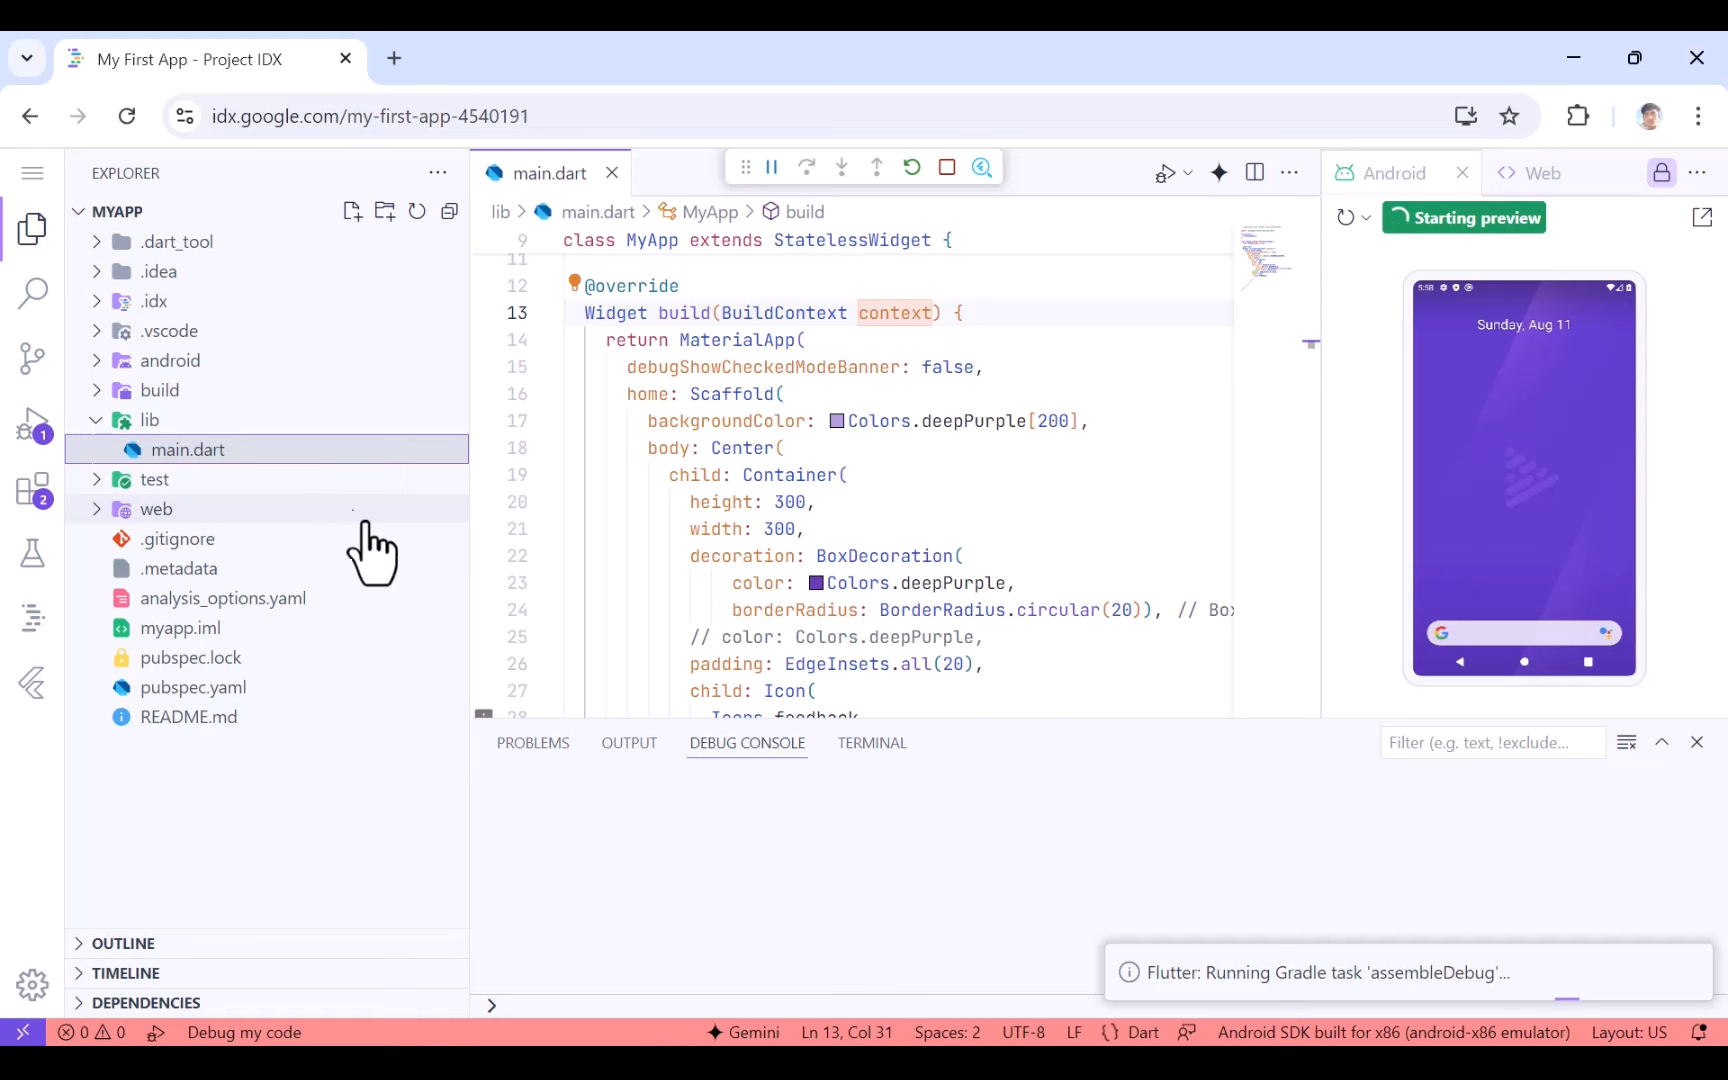 My First App - Project IDX
idx.google.com/my-first-app-4540191
EXPLORER
MYAPP
.dart_tool
.idea
.idx
.vscode
android
build
lib
main.dart
test
web
.gitignore
.metadata
analysis_options.yaml
myapp.iml
pubspec.lock
pubspec.yaml
README.md
OUTLINE
TIMELINE
DEPENDENCIES
1
2
main.dart
lib > main.dart > MyApp > build
9 class MyApp extends StatelessWidget {
11
12 @override
13 Widget build(BuildContext context) {
14 return MaterialApp(
15 debugShowCheckedModeBanner: false,
16 home: Scaffold(
17 backgroundColor: Colors.deepPurple[200],
18 body: Center(
19 child: Container(
20 height: 300,
21 width: 300,
22 decoration: BoxDecoration(
23 color: Colors.deepPurple,
24 borderRadius: BorderRadius.circular(20)), // Box
25 // color: Colors.deepPurple,
26 padding: EdgeInsets.all(20),
27 child: Icon(
28 Icons.feedback
Android
Web
Starting preview
5:58
Sunday, Aug 11
PROBLEMS OUTPUT DEBUG CONSOLE TERMINAL
Filter (e.g. text, !exclude...
Flutter: Running Gradle task 'assembleDebug'...
0 0 Debug my code
Gemini Ln 13, Col 31 Spaces: 2 UTF-8 LF {} Dart Android SDK built for x86 (android-x86 emulator) Layout: US